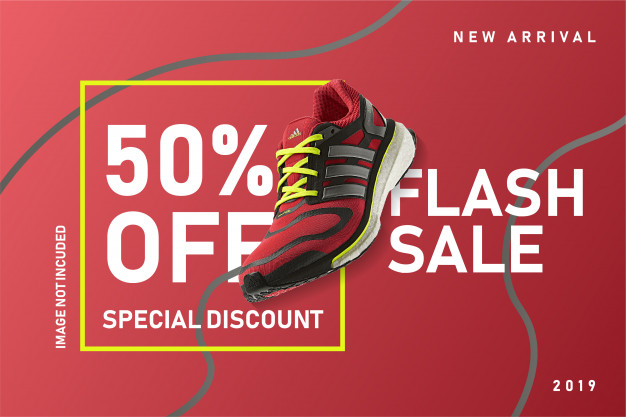 NEW ARRIVAL
50%
OFF
SPECIAL DISCOUNT
FLASH
SALE
IMAGE NOT INCUDED
2019